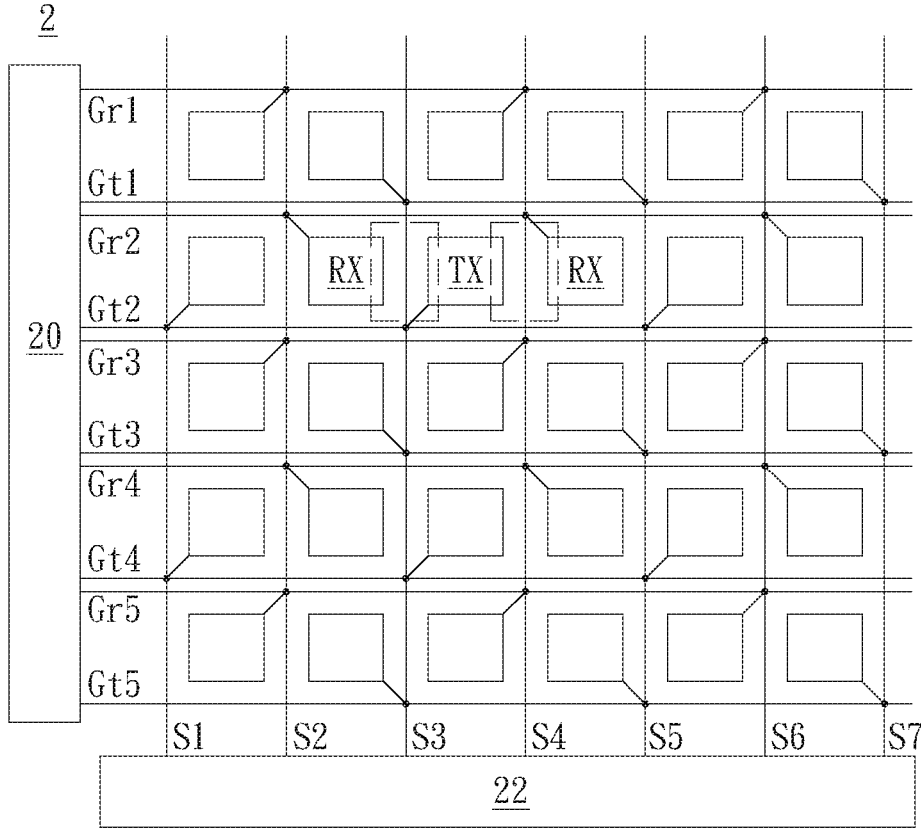 2
Gr1
Gt1
Gr2
RX TX RX
Gt2
20
Gr3
Gt3
Gr4
Gt4
Gr5
Gt5
S1 S2 S3 S4 S5 S6 S7
22